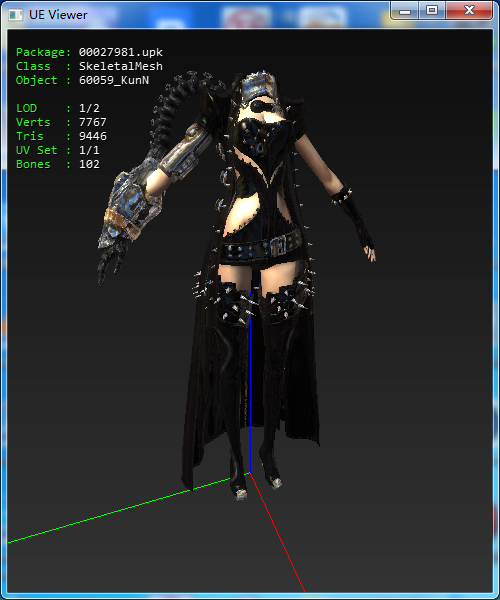 UE Viewer
Package: 00027981.upk
Class : SkeletalMesh
Object : 60059_KunN
LOD : 1/2
Verts : 7767
Tris : 9446
UV Set : 1/1
Bones : 102